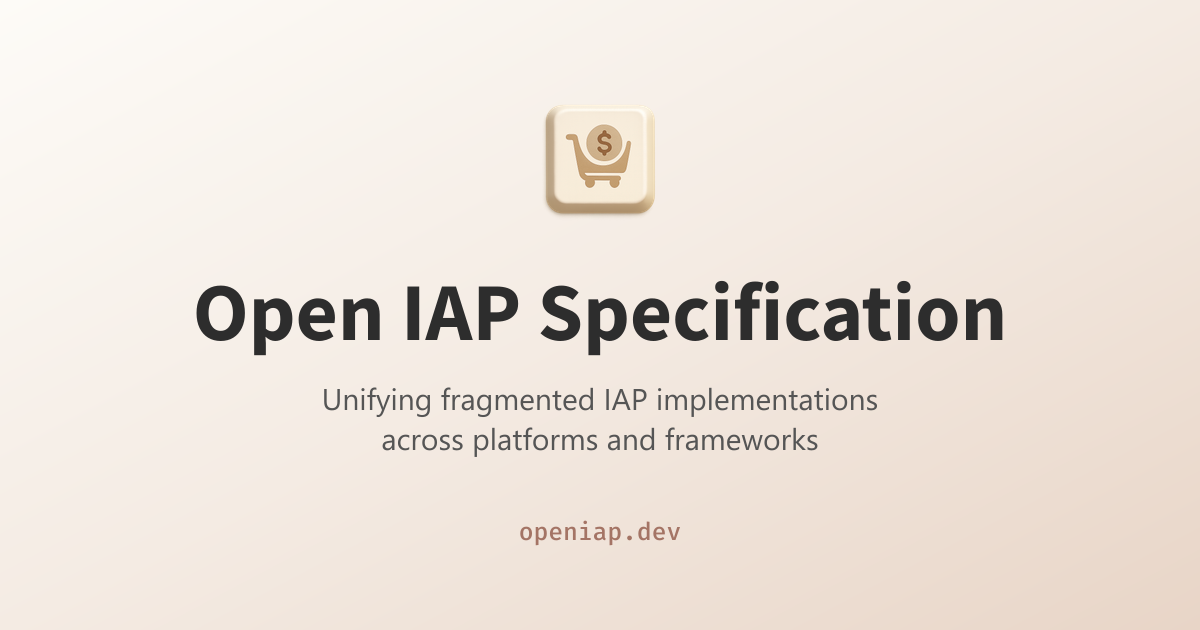 $
Open IAP Specification
Unifying fragmented IAP implementations
across platforms and frameworks
openiap.dev